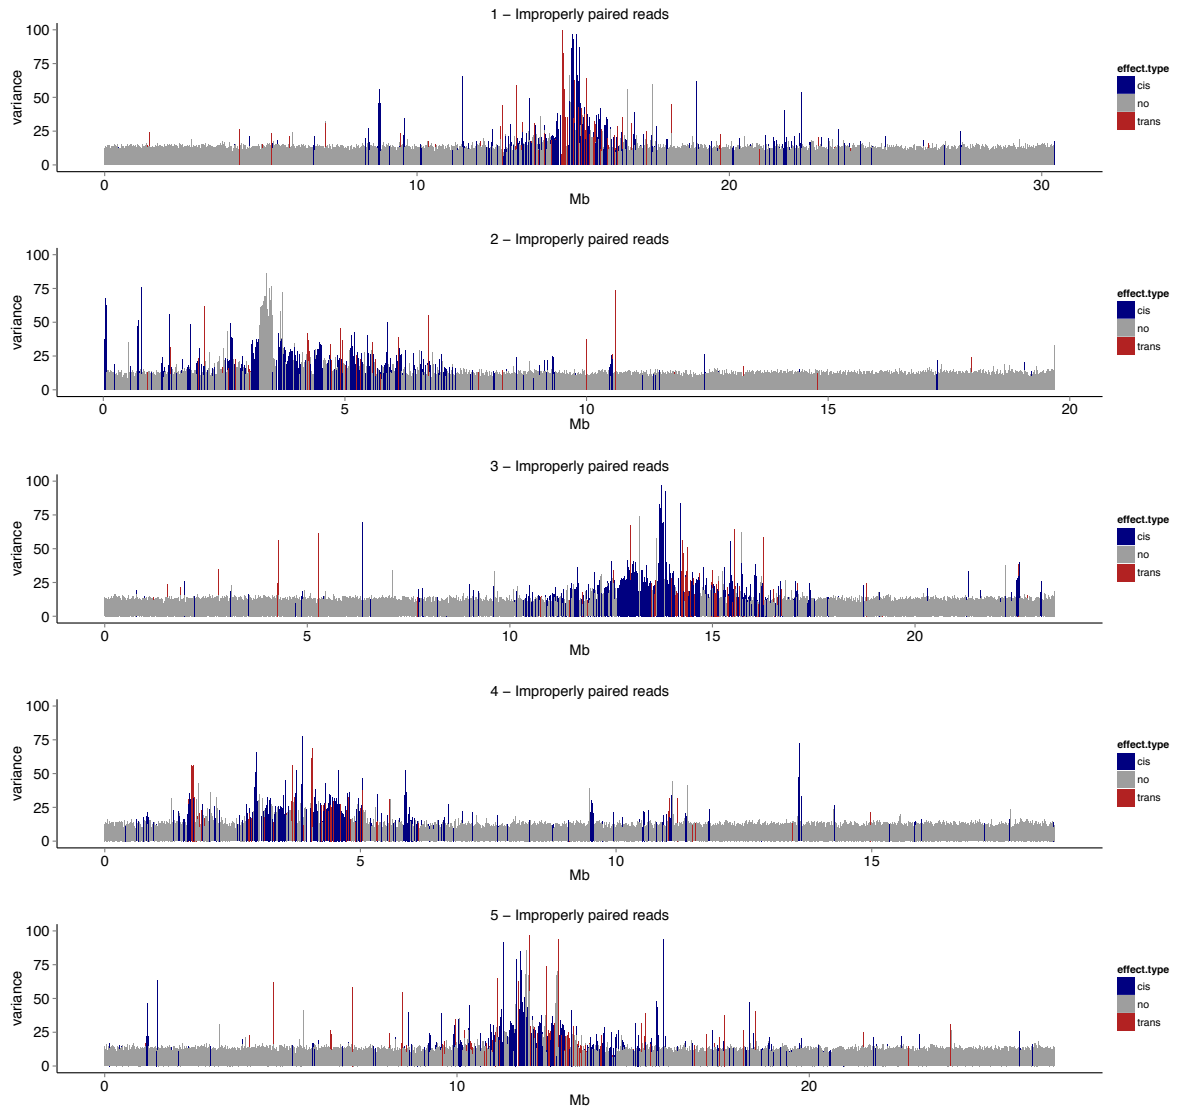 1 − Improperly paired reads
100
75
50
25
0
variance
0 10 20 30
Mb
effect.type
cis
no
trans
2 − Improperly paired reads
100
75
50
25
0
variance
0 5 10 15 20
Mb
effect.type
cis
no
trans
3 − Improperly paired reads
100
75
50
25
0
variance
0 5 10 15 20
Mb
effect.type
cis
no
trans
4 − Improperly paired reads
100
75
50
25
0
variance
0 5 10 15
Mb
effect.type
cis
no
trans
5 − Improperly paired reads
100
75
50
25
0
variance
0 10 20
Mb
effect.type
cis
no
trans